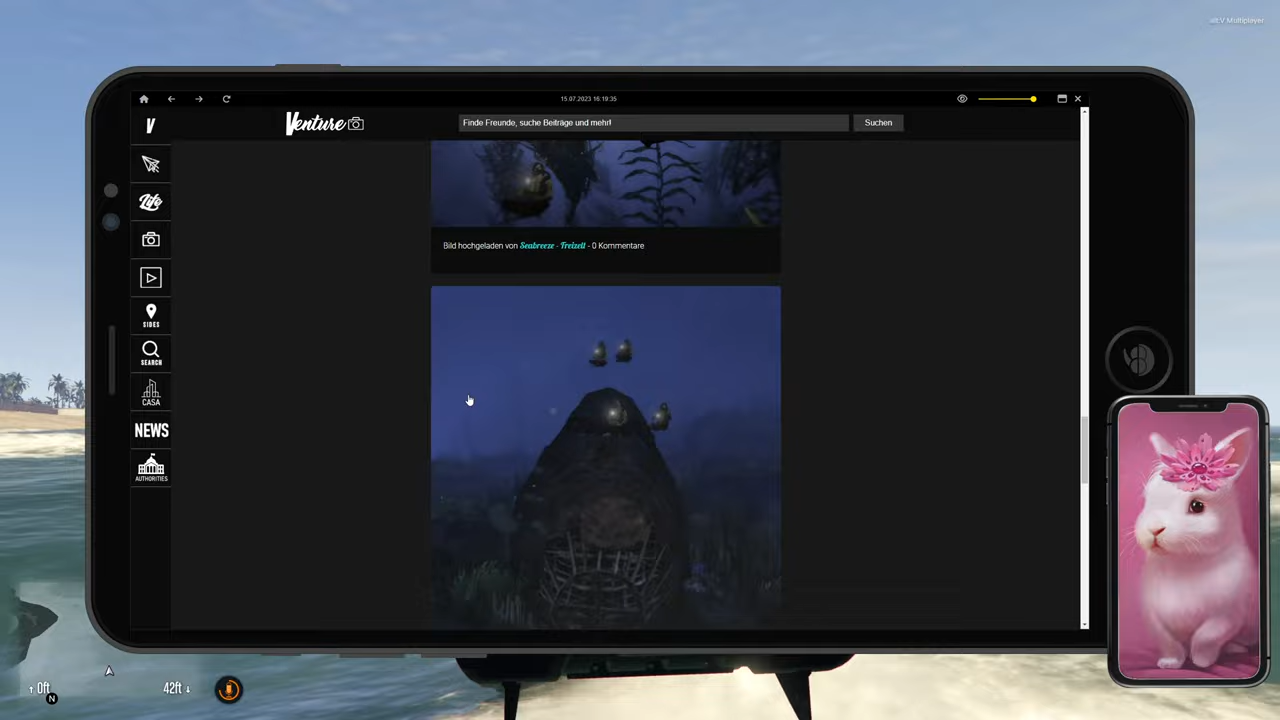 alt:V Multiplayer
15.07.2023 16:19:35
V
Venture
Finde Freunde, suche Beiträge und mehr!
Suchen
Life
SIDES
SEARCH
CASA
NEWS
AUTHORITIES
Bild hochgeladen von Seabreeze - Freizeit - 0 Kommentare
↑ 0ft
N
42ft ↓